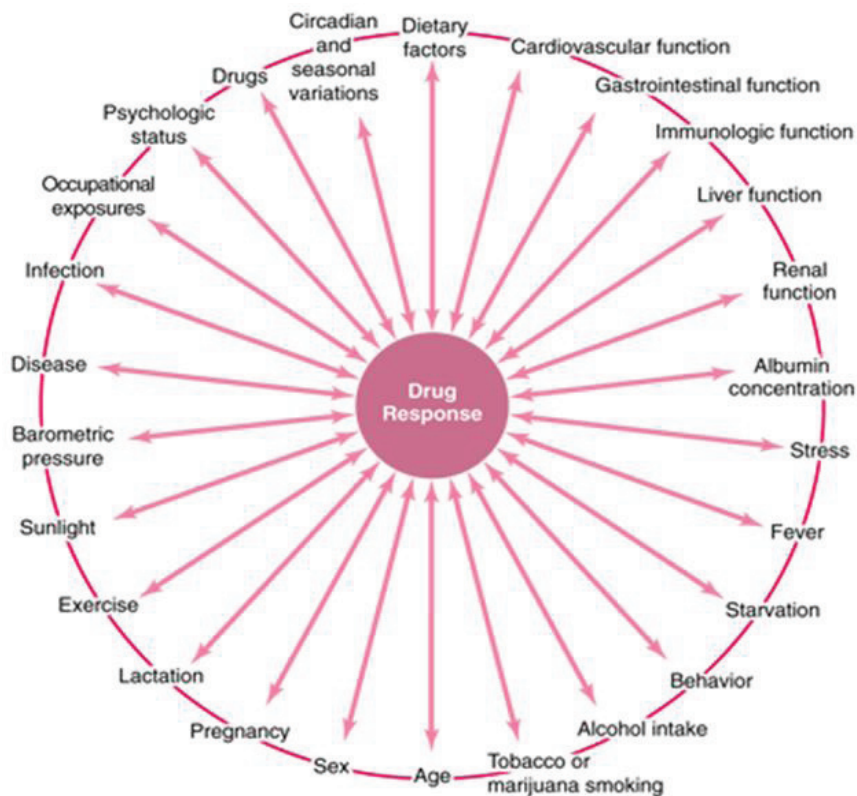 Dietary
factors
Cardiovascular function
Gastrointestinal function
Immunologic function
Liver function
Renal
function
Albumin
concentration
Stress
Fever
Starvation
Behavior
Alcohol intake
Tobacco or
marijuana smoking
Age
Sex
Pregnancy
Lactation
Exercise
Sunlight
Barometric
pressure
Disease
Infection
Occupational
exposures
Psychologic
status
Drugs
Circadian
and
seasonal
variations
Drug
Response